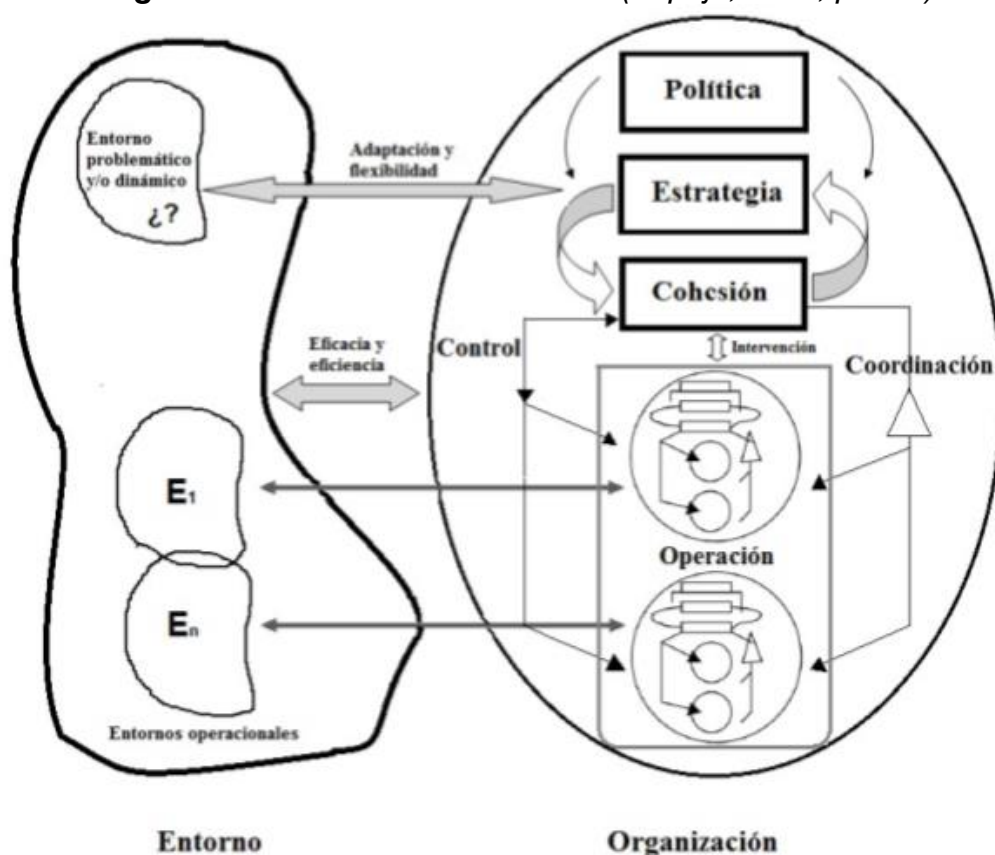 Política
Entorno
problemático
y/o dinámico
¿?
Adaptación y
flexibilidad
Estrategia
Cohesión
Eficacia y
eficiencia
Control
Intervención
Coordinación
E1
Operación
En
Entornos operacionales
Entorno
Organización